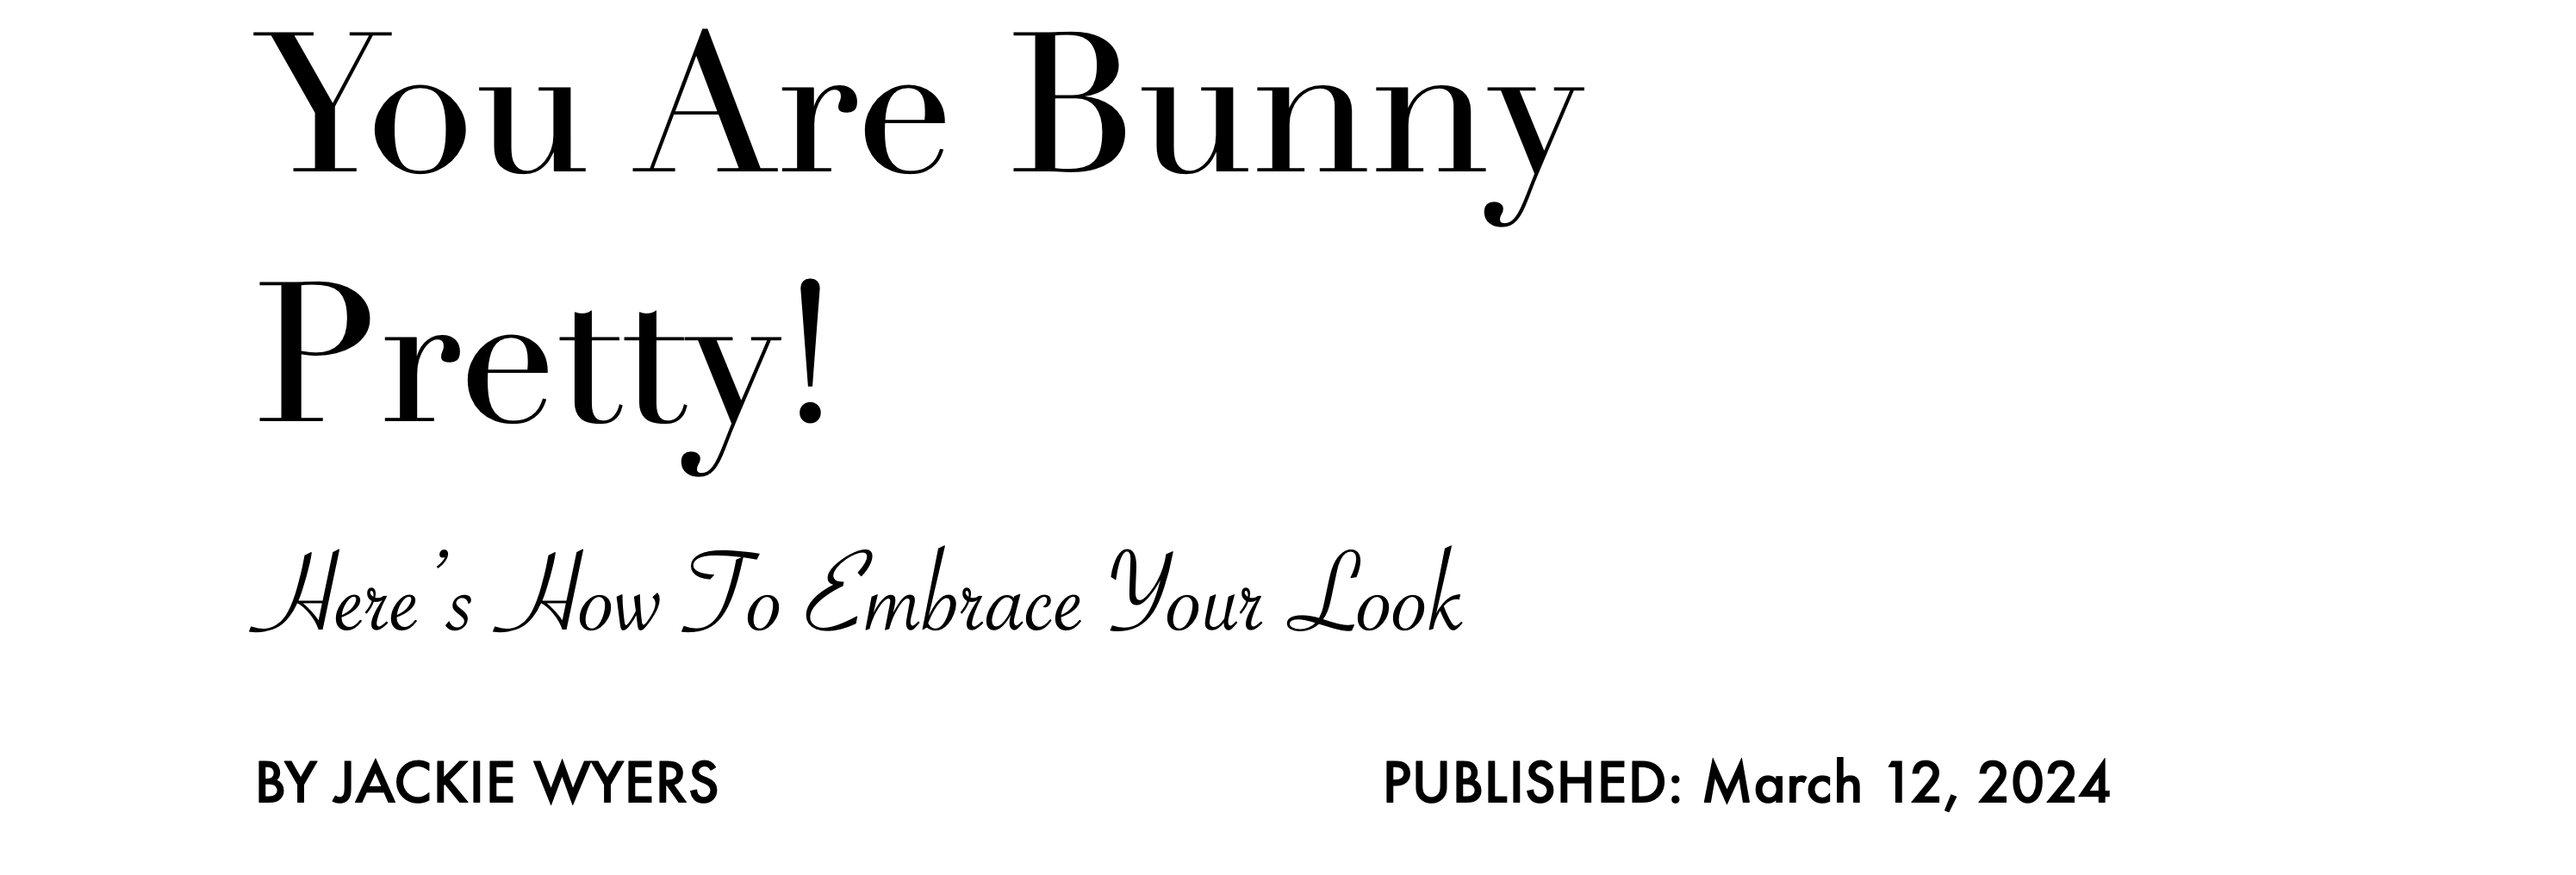 You Are Bunny
Pretty!
Here’s How To Embrace Your Look
BY JACKIE WYERS
PUBLISHED: March 12, 2024